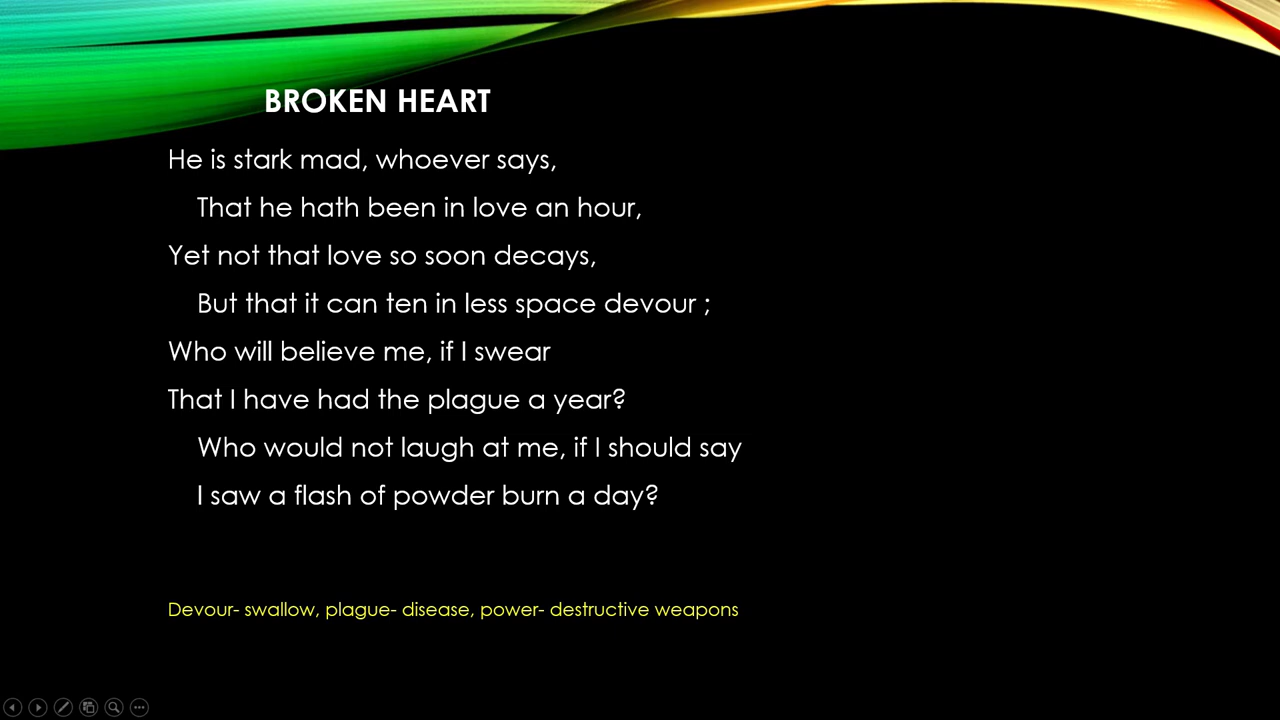 BROKEN HEART
He is stark mad, whoever says,
That he hath been in love an hour,
Yet not that love so soon decays,
But that it can ten in less space devour ;
Who will believe me, if I swear
That I have had the plague a year?
Who would not laugh at me, if I should say
I saw a flash of powder burn a day?
Devour- swallow, plague- disease, power- destructive weapons